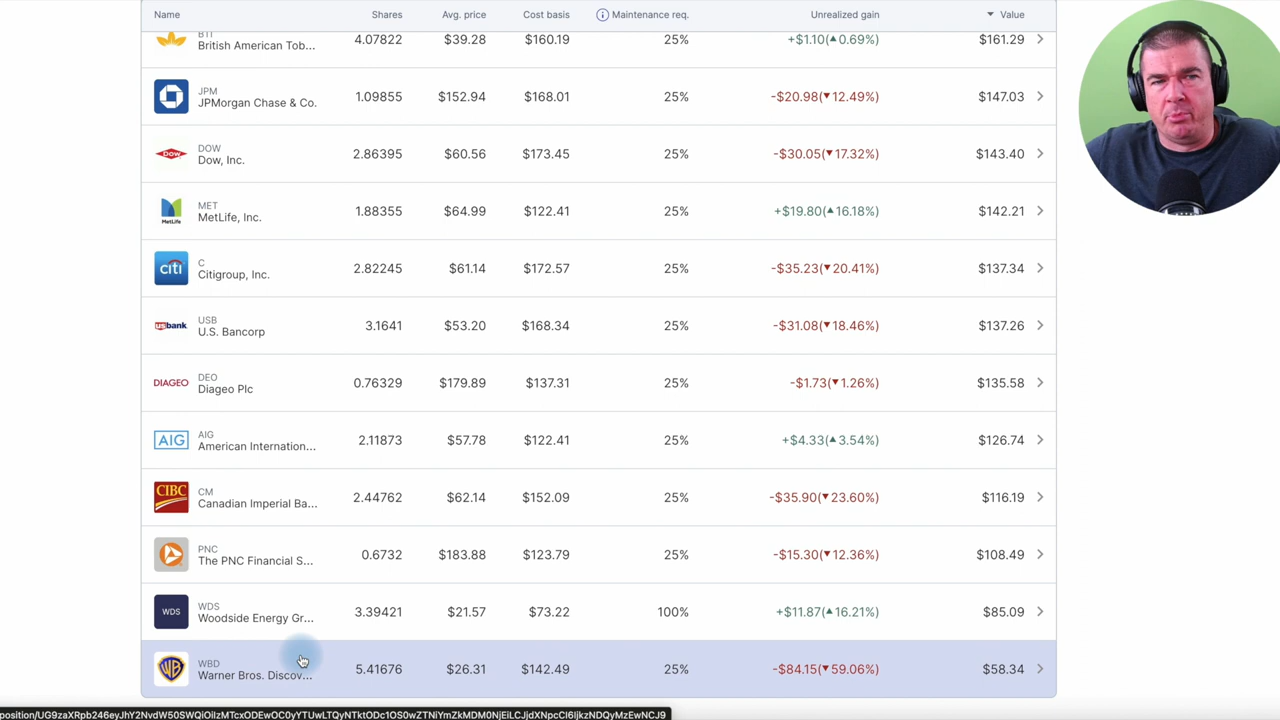 Name Shares Avg. price Cost basis Maintenance req. Unrealized gain Value
BTI
British American Tob... 4.07822 $39.28 $160.19 25% +$1.10(▲0.69%) $161.29
JPM
JPMorgan Chase & Co. 1.09855 $152.94 $168.01 25% -$20.98(▼12.49%) $147.03
DOW
Dow
Dow, Inc. 2.86395 $60.56 $173.45 25% -$30.05(▼17.32%) $143.40
MET
MetLife
MetLife, Inc. 1.88355 $64.99 $122.41 25% +$19.80(▲16.18%) $142.21
C
citi
Citigroup, Inc. 2.82245 $61.14 $172.57 25% -$35.23(▼20.41%) $137.34
USB
usbank
U.S. Bancorp 3.1641 $53.20 $168.34 25% -$31.08(▼18.46%) $137.26
DEO
DIAGEO
Diageo Plc 0.76329 $179.89 $137.31 25% -$1.73(▼1.26%) $135.58
AIG
AIG
American Internation... 2.11873 $57.78 $122.41 25% +$4.33(▲3.54%) $126.74
CM
CIBC
Canadian Imperial Ba... 2.44762 $62.14 $152.09 25% -$35.90(▼23.60%) $116.19
PNC
The PNC Financial S... 0.6732 $183.88 $123.79 25% -$15.30(▼12.36%) $108.49
WDS
WDS
Woodside Energy Gr... 3.39421 $21.57 $73.22 100% +$11.87(▲16.21%) $85.09
WBD
WB
Warner Bros. Discov... 5.41676 $26.31 $142.49 25% -$84.15(▼59.06%) $58.34